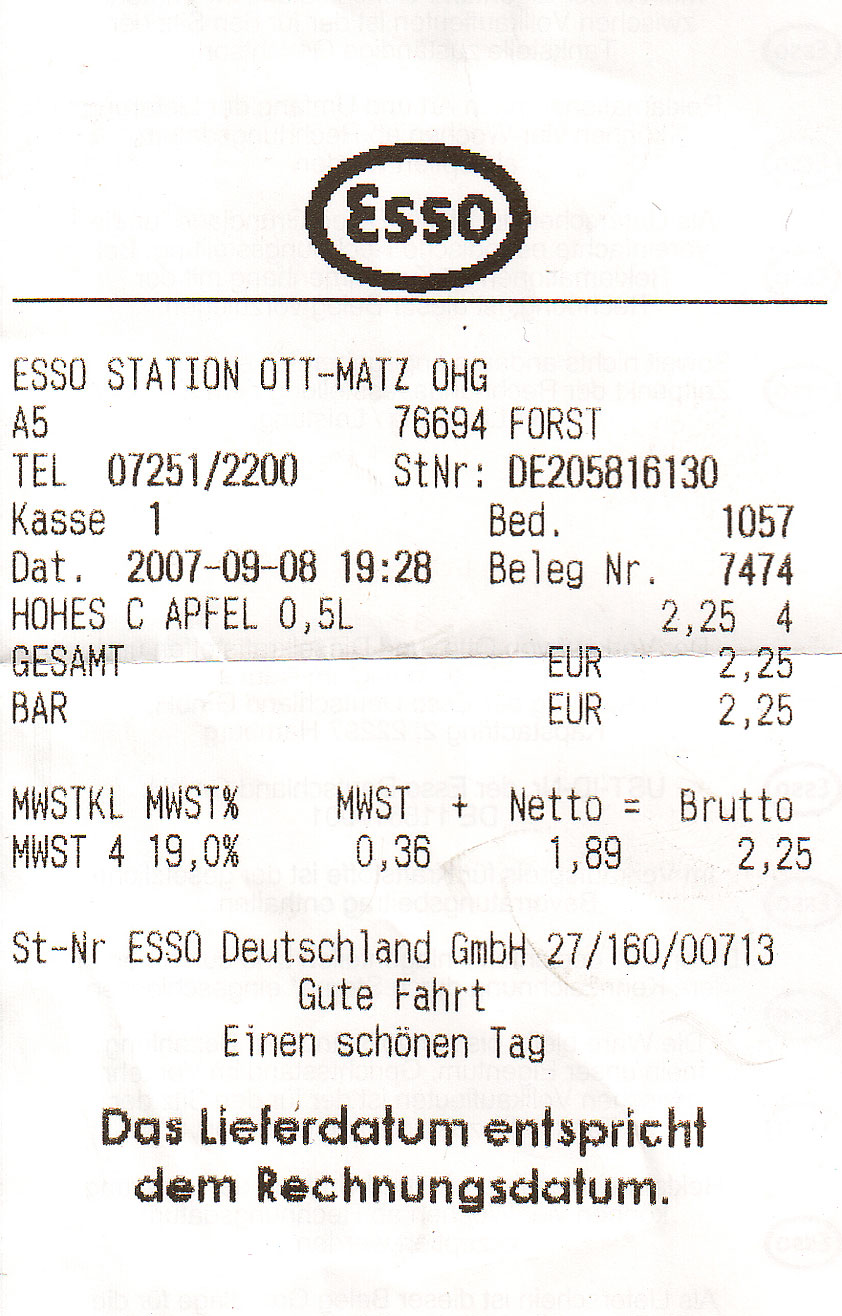 Esso
ESSO STATION OTT-MATZ OHG
A5 76694 FORST
TEL 07251/2200 StNr: DE205816130
Kasse 1 Bed. 1057
Dat. 2007-09-08 19:28 Beleg Nr. 7474
HOHES C APFEL 0,5L 2,25 4
GESAMT EUR 2,25
BAR EUR 2,25
MWSTKL MWST% MWST + Netto = Brutto
MWST 4 19,0% 0,36 1,89 2,25
St-Nr ESSO Deutschland GmbH 27/160/00713
Gute Fahrt
Einen schönen Tag
Das Lieferdatum entspricht
dem Rechnungsdatum.